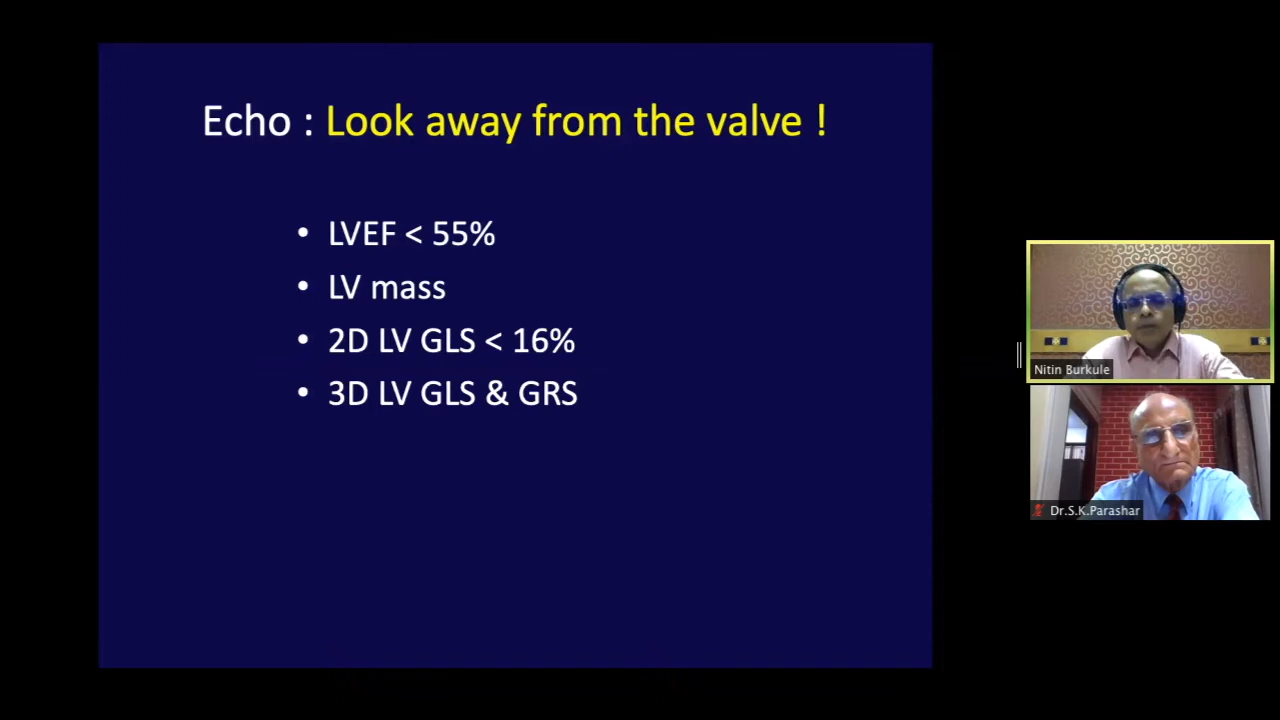 Echo : Look away from the valve !
• LVEF < 55%
• LV mass
• 2D LV GLS < 16%
• 3D LV GLS & GRS
Nitin Burkule
Dr.S.K.Parashar